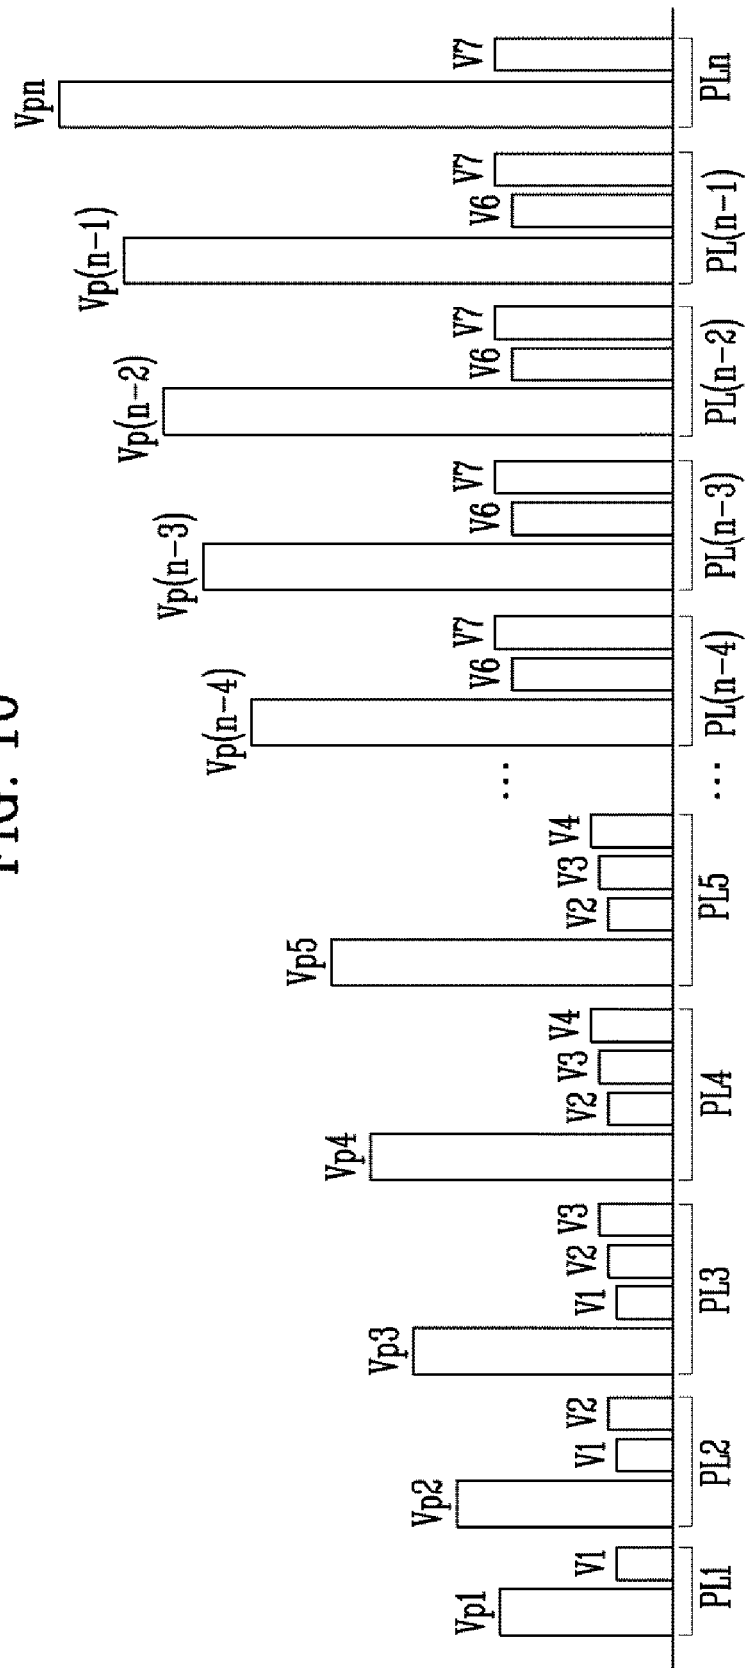 FIG. 10
Vp1 V1
Vp2 V1 V2
Vp3 V1 V2 V3
Vp4 V2 V3 V4
Vp5 V2 V3 V4
...
Vp(n-4) V6 V7
Vp(n-3) V6 V7
Vp(n-2) V6 V7
Vp(n-1) V6 V7
Vpn V7
PL1 PL2 PL3 PL4 PL5 ... PL(n-4) PL(n-3) PL(n-2) PL(n-1) PLn